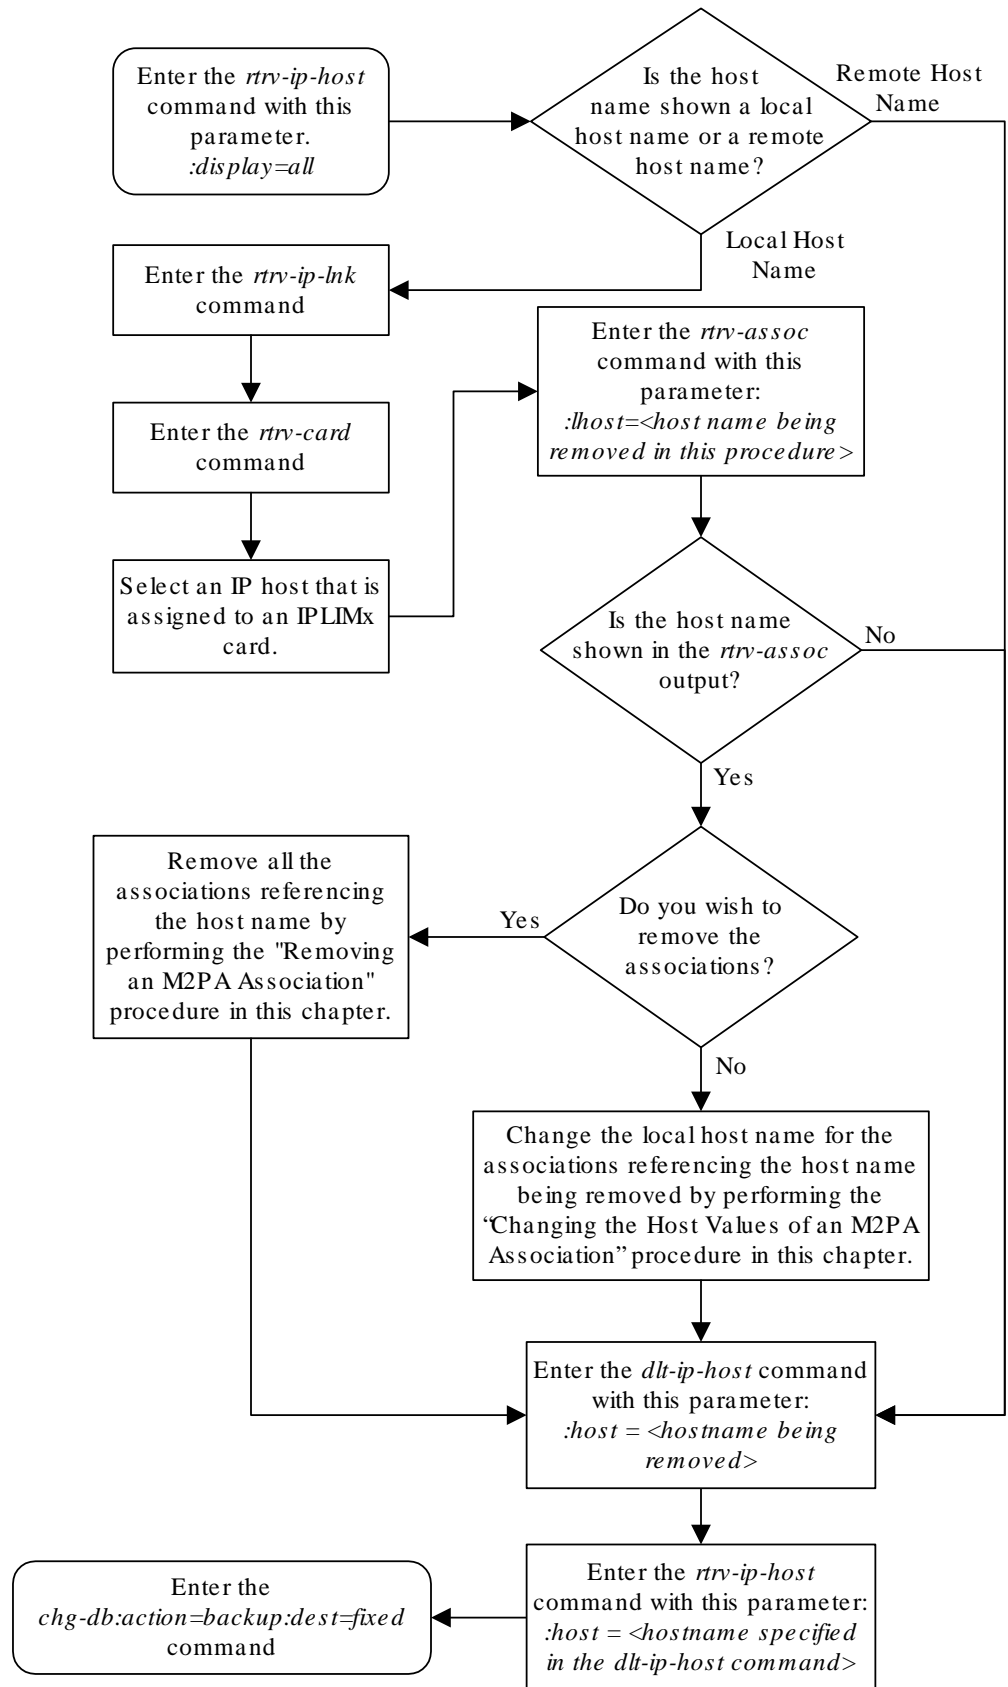 Enter the rtrv-ip-host
command with this
parameter.
:display=all
Is the host
name shown a local
host name or a remote
host name?
Remote Host
Name
Local Host
Name
Enter the rtrv-ip-lnk
command
Enter the rtrv-card
command
Select an IP host that is
assigned to an IPLIMx
card.
Enter the rtrv-assoc
command with this
parameter:
:lhost=<host name being
removed in this procedure>
Is the host name
shown in the rtrv-assoc
output?
No
Yes
Do you wish to
remove the
associations?
Yes
No
Remove all the
associations referencing
the host name by
performing the "Removing
an M2PA Association"
procedure in this chapter.
Change the local host name for the
associations referencing the host name
being removed by performing the
“Changing the Host Values of an M2PA
Association” procedure in this chapter.
Enter the dlt-ip-host command
with this parameter:
:host = <hostname being
removed>
Enter the rtrv-ip-host
command with this parameter:
:host = <hostname specified
in the dlt-ip-host command>
Enter the
chg-db:action=backup:dest=fixed
command